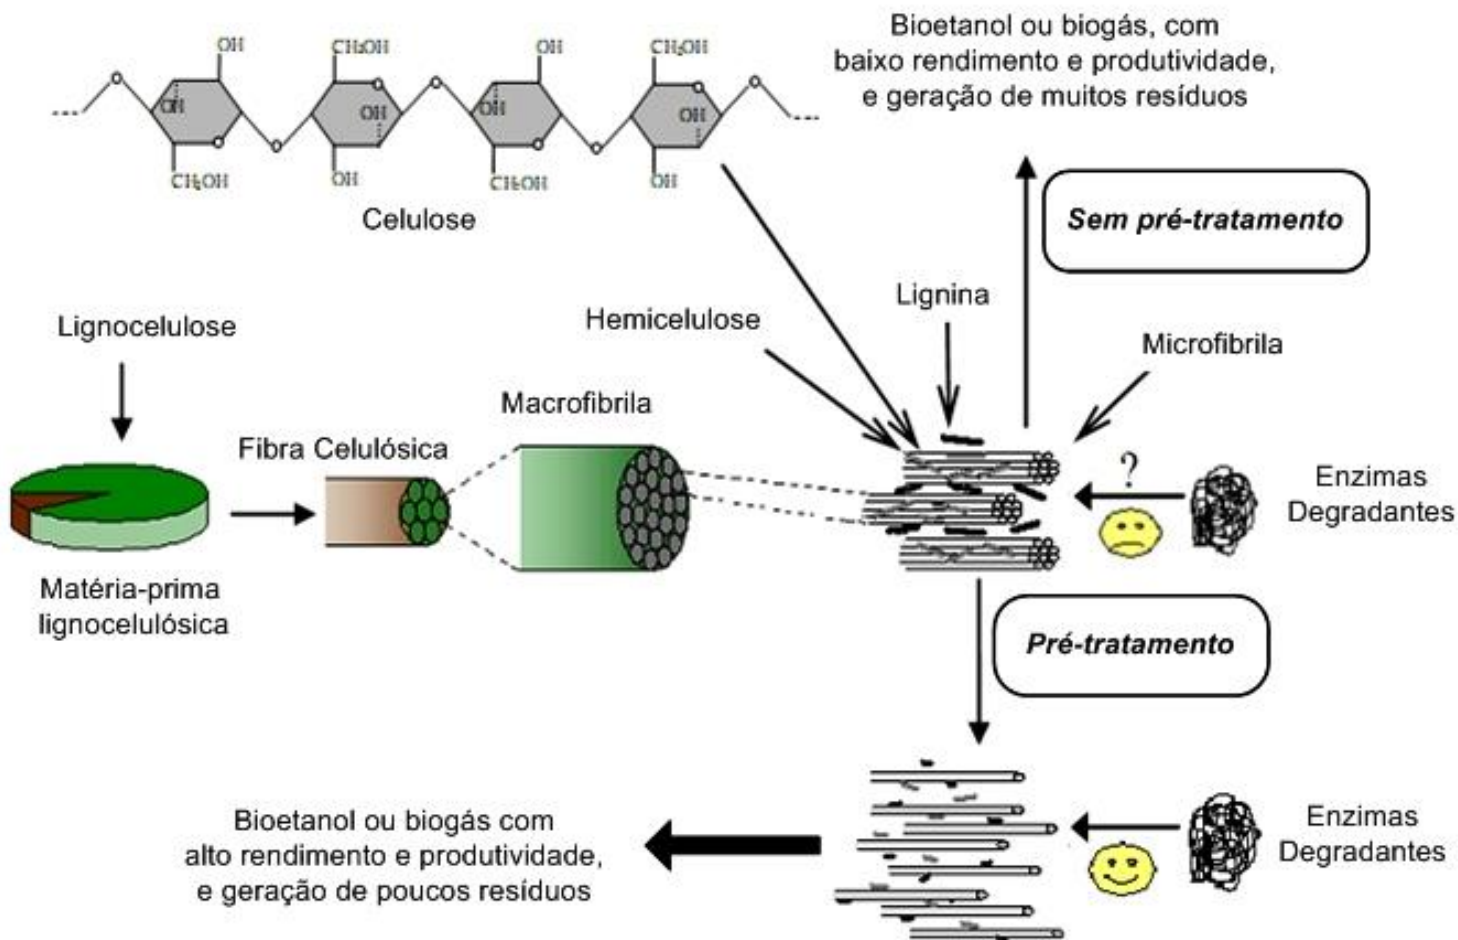 OH
CH₂OH
OH
CH₂OH
O
O
O
OH
O
OH
OH
O
OH
O
O
O
O
CH₂OH
OH
CH₂OH
OH
Celulose
Bioetanol ou biogás, com
baixo rendimento e produtividade,
e geração de muitos resíduos
Sem pré-tratamento
Lignina
Hemicelulose
Microfibrila
Lignocelulose
Macrofibrila
Fibra Celulósica
?
Enzimas
Degradantes
Matéria-prima
lignocelulósica
Pré-tratamento
Bioetanol ou biogás com
alto rendimento e produtividade,
e geração de poucos resíduos
Enzimas
Degradantes